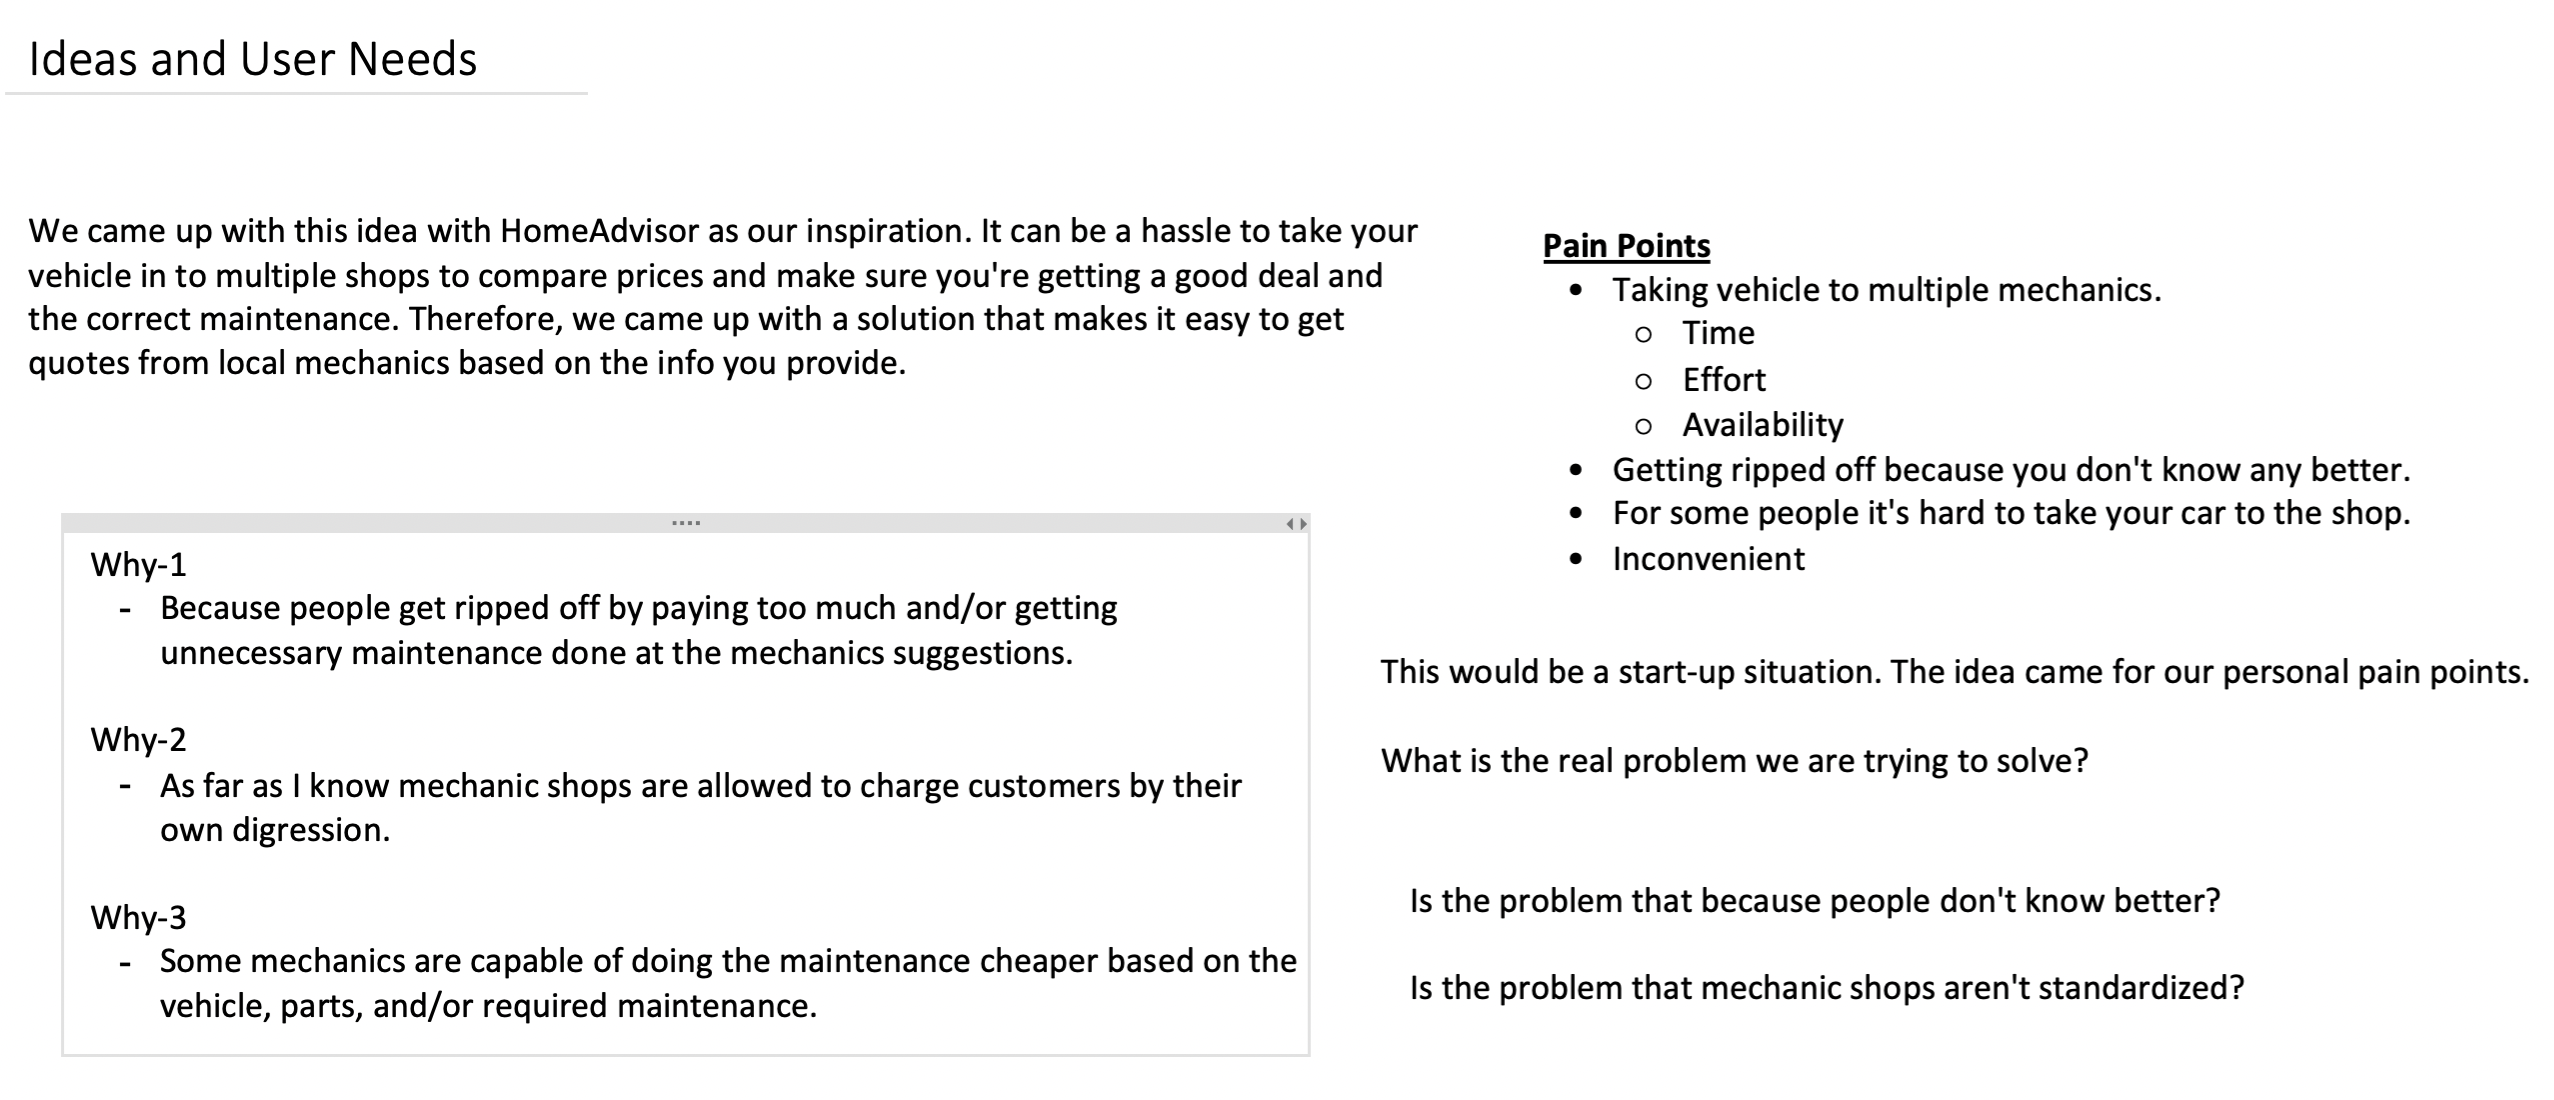 Ideas and User Needs
We came up with this idea with HomeAdvisor as our inspiration. It can be a hassle to take your
vehicle in to multiple shops to compare prices and make sure you're getting a good deal and
the correct maintenance. Therefore, we came up with a solution that makes it easy to get
quotes from local mechanics based on the info you provide.
Why-1
- Because people get ripped off by paying too much and/or getting
unnecessary maintenance done at the mechanics suggestions.
Why-2
- As far as I know mechanic shops are allowed to charge customers by their
own digression.
Why-3
- Some mechanics are capable of doing the maintenance cheaper based on the
vehicle, parts, and/or required maintenance.
Pain Points
• Taking vehicle to multiple mechanics.
○ Time
○ Effort
○ Availability
• Getting ripped off because you don't know any better.
• For some people it's hard to take your car to the shop.
• Inconvenient
This would be a start-up situation. The idea came for our personal pain points.
What is the real problem we are trying to solve?
Is the problem that because people don't know better?
Is the problem that mechanic shops aren't standardized?